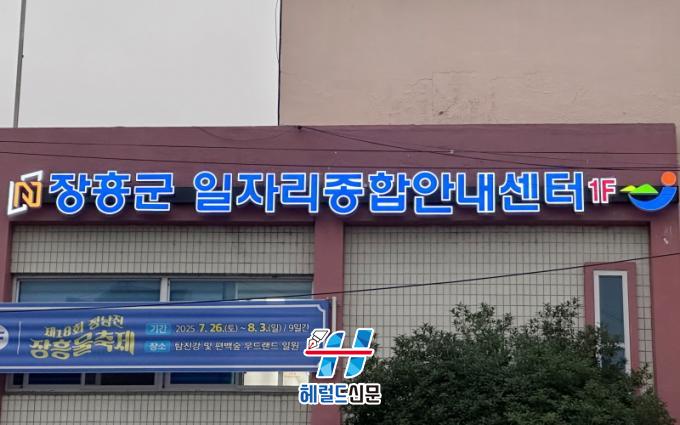 장흥군 일자리종합안내센터 1F
제18회 정남진
장흥물축제
기간 2025 7. 26.(토) ~ 8. 3.(일) / 9일간
장소 탐진강 및 편백숲 우드랜드 일원
헤럴드신문